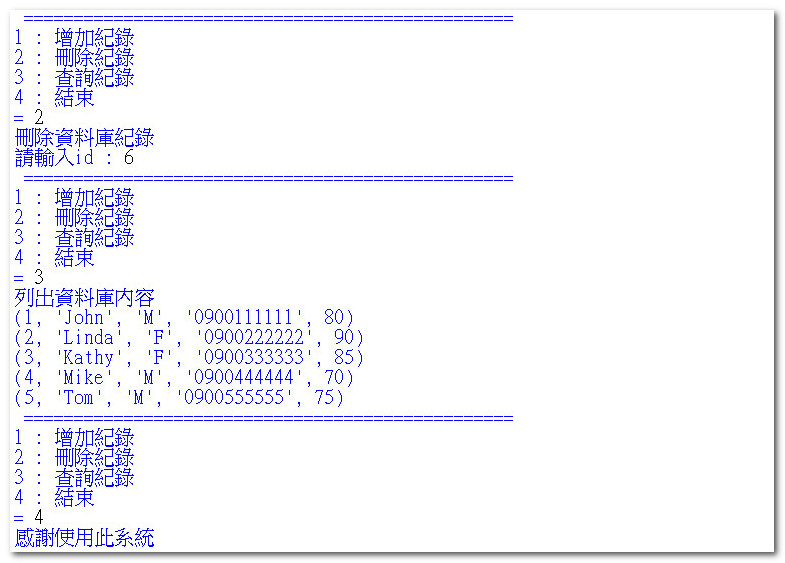 =================================================
1 : 增加紀錄
2 : 刪除紀錄
3 : 查詢紀錄
4 : 結束
= 2
刪除資料庫紀錄
請輸入id : 6
=================================================
1 : 增加紀錄
2 : 刪除紀錄
3 : 查詢紀錄
4 : 結束
= 3
列出資料庫內容
(1, 'John', 'M', '0900111111', 80)
(2, 'Linda', 'F', '0900222222', 90)
(3, 'Kathy', 'F', '0900333333', 85)
(4, 'Mike', 'M', '0900444444', 70)
(5, 'Tom', 'M', '0900555555', 75)
=================================================
1 : 增加紀錄
2 : 刪除紀錄
3 : 查詢紀錄
4 : 結束
= 4
感謝使用此系統